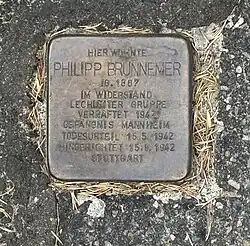 HIER WOHNTE
PHILIPP BRUNNEMER
JG. 1887
IM WIDERSTAND
LECHLEITER GRUPPE
VERHAFTET 1942
GEFÄNGNIS MANNHEIM
TODESURTEIL 15.5.1942
HINGERICHTET 15.9.1942
STUTTGART